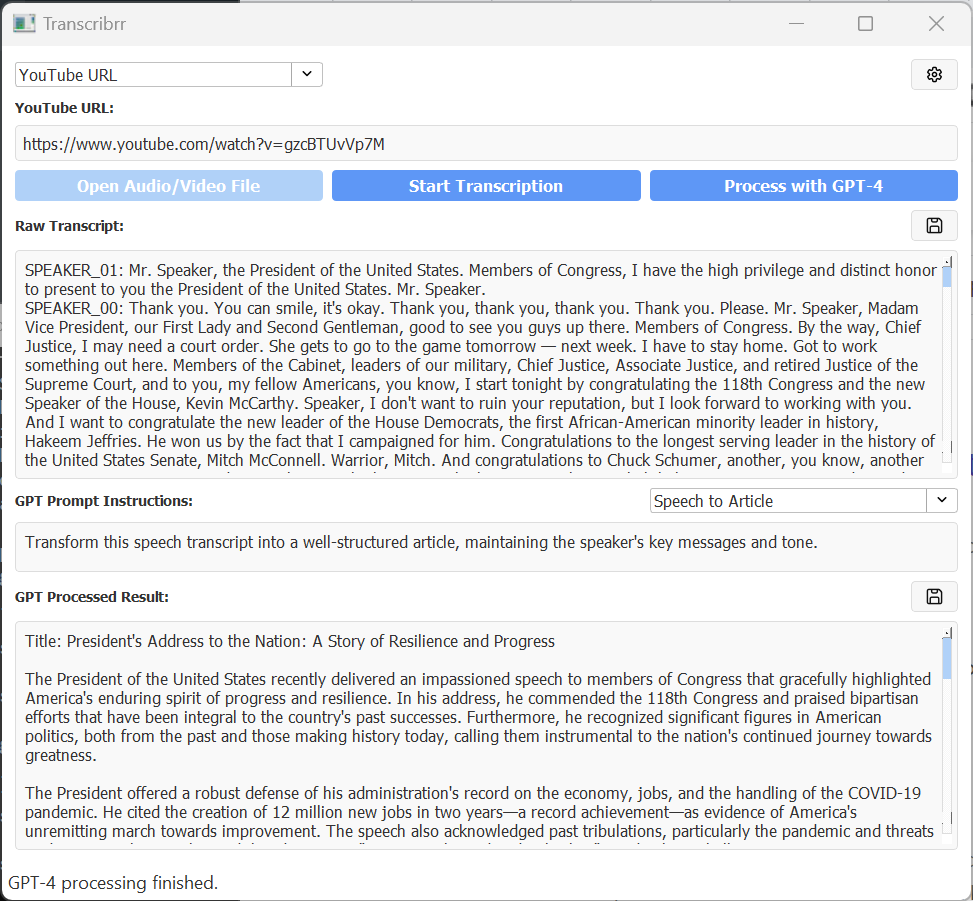 Transcribrr
YouTube URL
YouTube URL:
https://www.youtube.com/watch?v=gzcBTUvVp7M
Open Audio/Video File
Start Transcription
Process with GPT-4
Raw Transcript:
SPEAKER_01: Mr. Speaker, the President of the United States. Members of Congress, I have the high privilege and distinct honor
to present to you the President of the United States. Mr. Speaker.
SPEAKER_00: Thank you. You can smile, it's okay. Thank you, thank you, thank you. Thank you. Please. Mr. Speaker, Madam
Vice President, our First Lady and Second Gentleman, good to see you guys up there. Members of Congress. By the way, Chief
Justice, I may need a court order. She gets to go to the game tomorrow — next week. I have to stay home. Got to work
something out here. Members of the Cabinet, leaders of our military, Chief Justice, Associate Justice, and retired Justice of the
Supreme Court, and to you, my fellow Americans, you know, I start tonight by congratulating the 118th Congress and the new
Speaker of the House, Kevin McCarthy. Speaker, I don't want to ruin your reputation, but I look forward to working with you.
And I want to congratulate the new leader of the House Democrats, the first African-American minority leader in history,
Hakeem Jeffries. He won us by the fact that I campaigned for him. Congratulations to the longest serving leader in the history of
the United States Senate, Mitch McConnell. Warrior, Mitch. And congratulations to Chuck Schumer, another, you know, another
GPT Prompt Instructions:
Speech to Article
Transform this speech transcript into a well-structured article, maintaining the speaker's key messages and tone.
GPT Processed Result:
Title: President's Address to the Nation: A Story of Resilience and Progress
The President of the United States recently delivered an impassioned speech to members of Congress that gracefully highlighted
America's enduring spirit of progress and resilience. In his address, he commended the 118th Congress and praised bipartisan
efforts that have been integral to the country's past successes. Furthermore, he recognized significant figures in American
politics, both from the past and those making history today, calling them instrumental to the nation's continued journey towards
greatness.
The President offered a robust defense of his administration's record on the economy, jobs, and the handling of the COVID-19
pandemic. He cited the creation of 12 million new jobs in two years—a record achievement—as evidence of America's
unremitting march towards improvement. The speech also acknowledged past tribulations, particularly the pandemic and threats
GPT-4 processing finished.